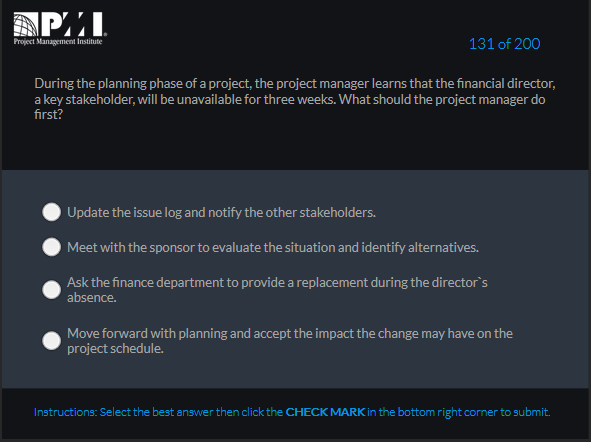 PMI
Project Management Institute
131 of 200
During the planning phase of a project, the project manager learns that the financial director,
a key stakeholder, will be unavailable for three weeks. What should the project manager do
first?
Update the issue log and notify the other stakeholders.
Meet with the sponsor to evaluate the situation and identify alternatives.
Ask the finance department to provide a replacement during the director`s
absence.
Move forward with planning and accept the impact the change may have on the
project schedule.
Instructions: Select the best answer then click the CHECK MARK in the bottom right corner to submit.